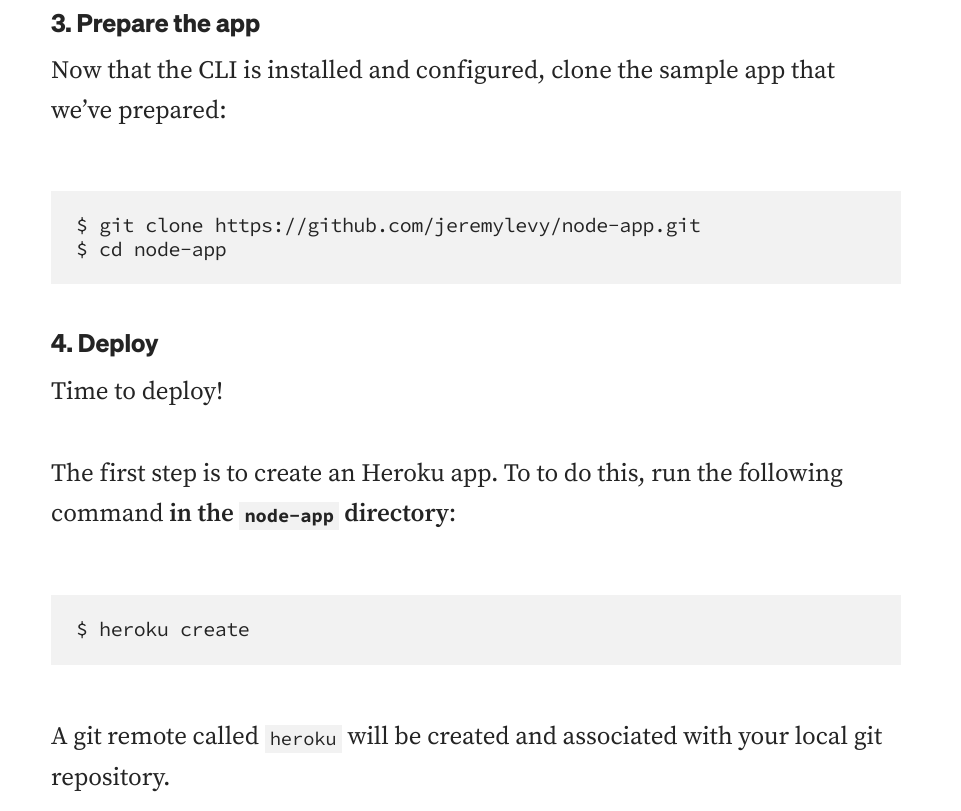 3. Prepare the app
Now that the CLI is installed and configured, clone the sample app that
we’ve prepared:
$ git clone https://github.com/jeremylevy/node-app.git
$ cd node-app
4. Deploy
Time to deploy!
The first step is to create an Heroku app. To to do this, run the following
command in the node-app directory:
$ heroku create
A git remote called heroku will be created and associated with your local git
repository.